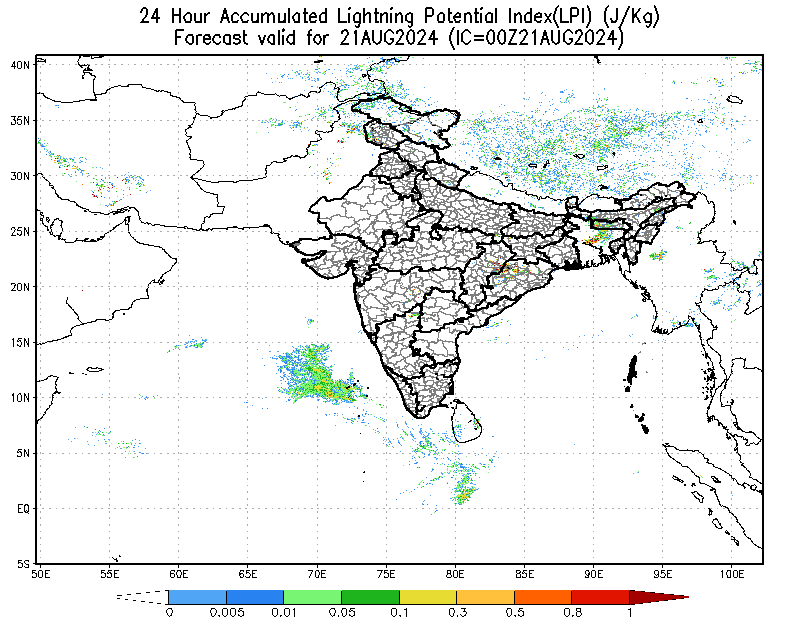 24 Hour Accumulated Lightning Potential Index(LPI) (J/Kg)
Forecast valid for 21AUG2024 (IC=00Z21AUG2024)
40N
35N
30N
25N
20N
15N
10N
5N
EQ
5S
50E 55E 60E 65E 70E 75E 80E 85E 90E 95E 100E
0 0.005 0.01 0.05 0.1 0.3 0.5 0.8 1